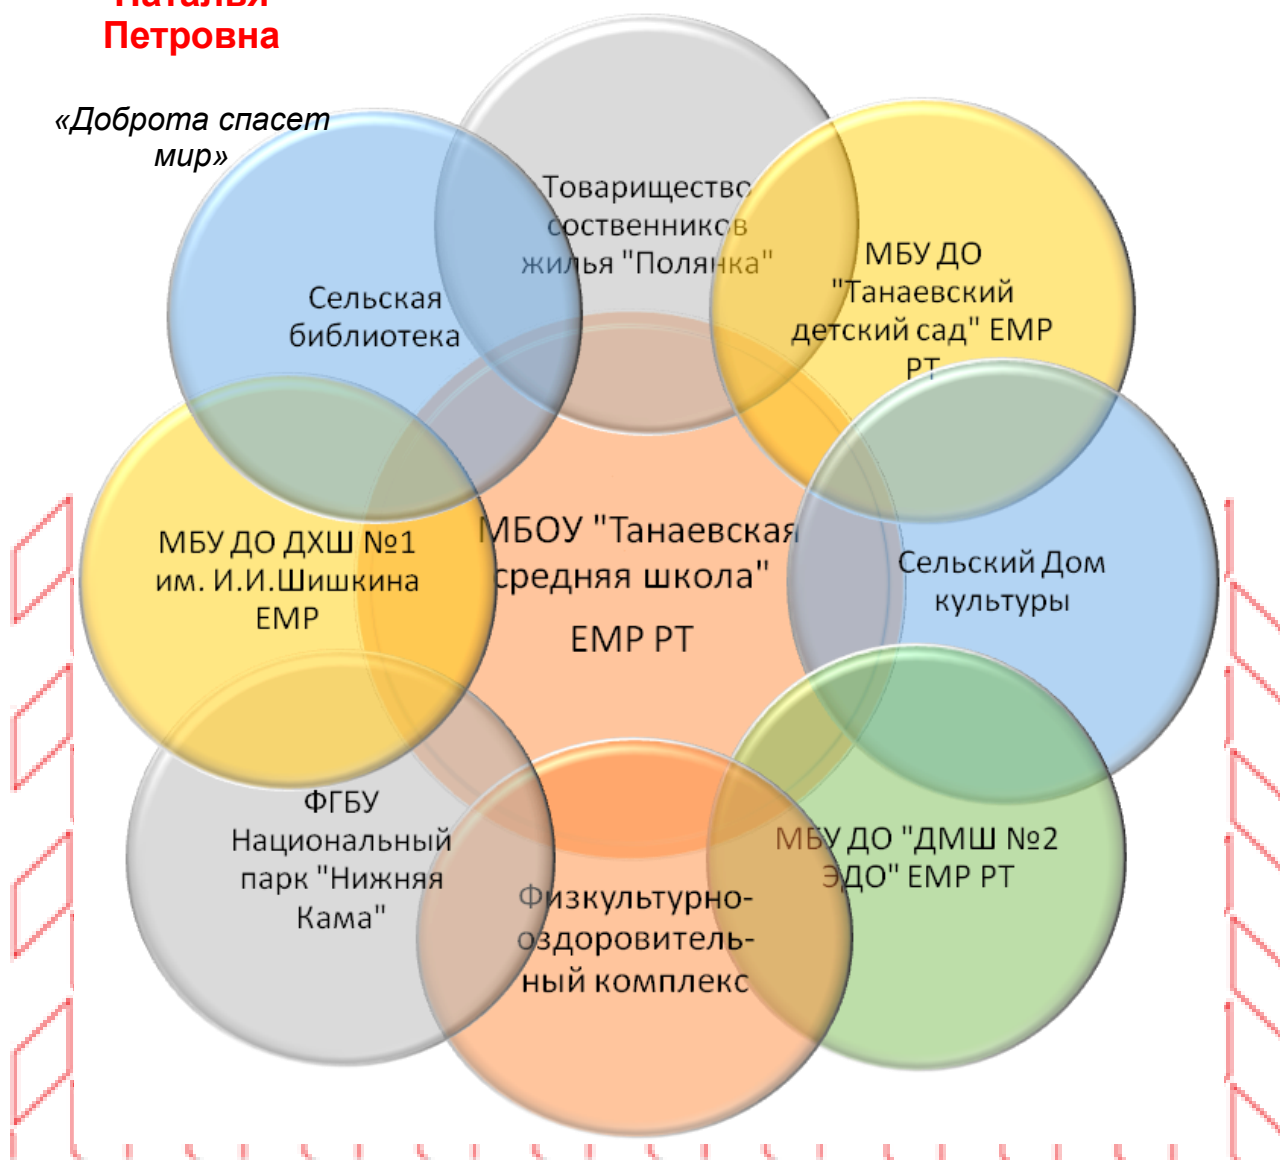 Наталья
Петровна
«Доброта спасет
мир»
Товарищество
соственников
жилья "Полянка"
МБУ ДО
"Танаевский
детский сад" ЕМР
РТ
Сельская
библиотека
МБУ ДО ДХШ №1
им. И.И.Шишкина
ЕМР
МБОУ "Танаевская
средняя школа"
ЕМР РТ
Сельский Дом
культуры
ФГБУ
Национальный
парк "Нижняя
Кама"
Физкультурно-
оздоровитель-
ный комплекс
МБУ ДО "ДМШ №2
ЭДО" ЕМР РТ